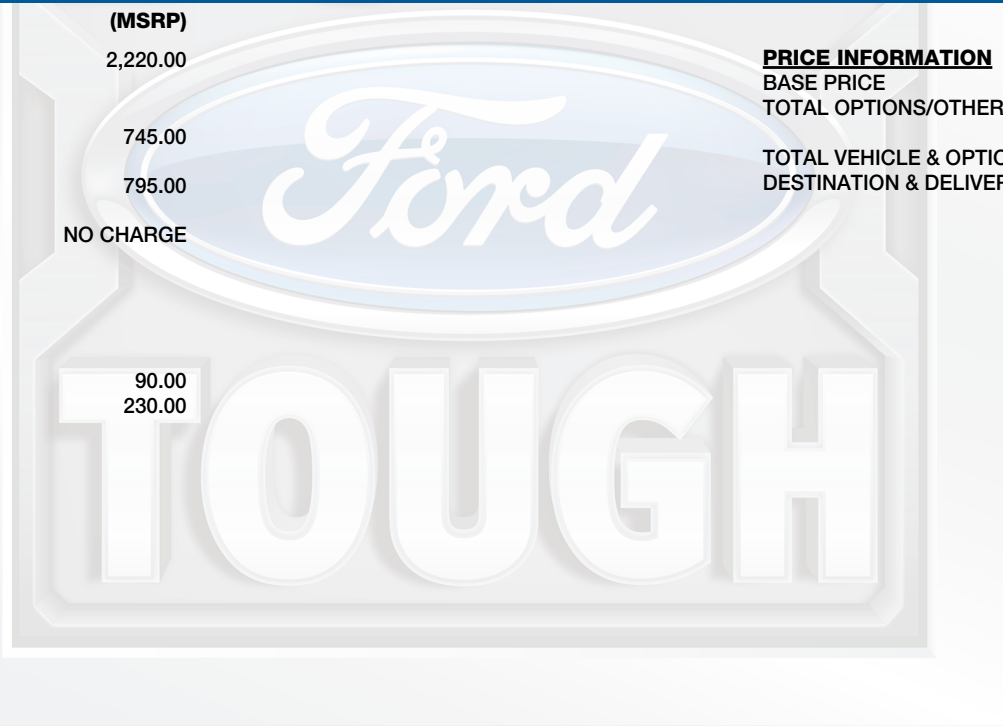 (MSRP)
2,220.00
745.00
795.00
NO CHARGE
90.00
230.00
PRICE INFORMATION
BASE PRICE
TOTAL OPTIONS/OTHER
TOTAL VEHICLE & OPTIO
DESTINATION & DELIVER
Ford
TOUGH